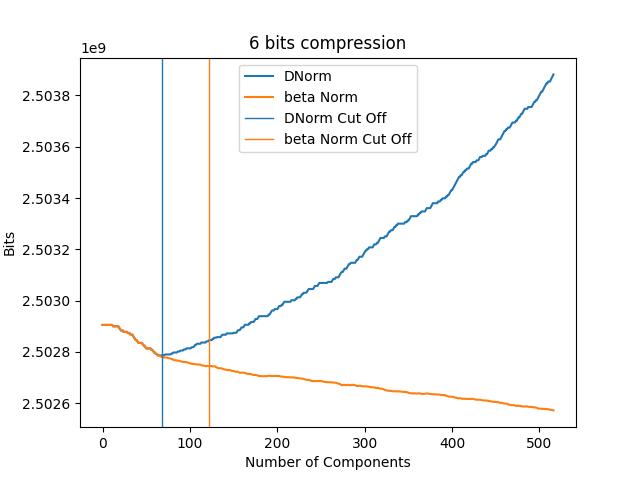 6 bits compression
1e9
DNorm
beta Norm
DNorm Cut Off
beta Norm Cut Off
2.5038
2.5036
2.5034
2.5032
2.5030
2.5028
2.5026
Bits
0 100 200 300 400 500
Number of Components